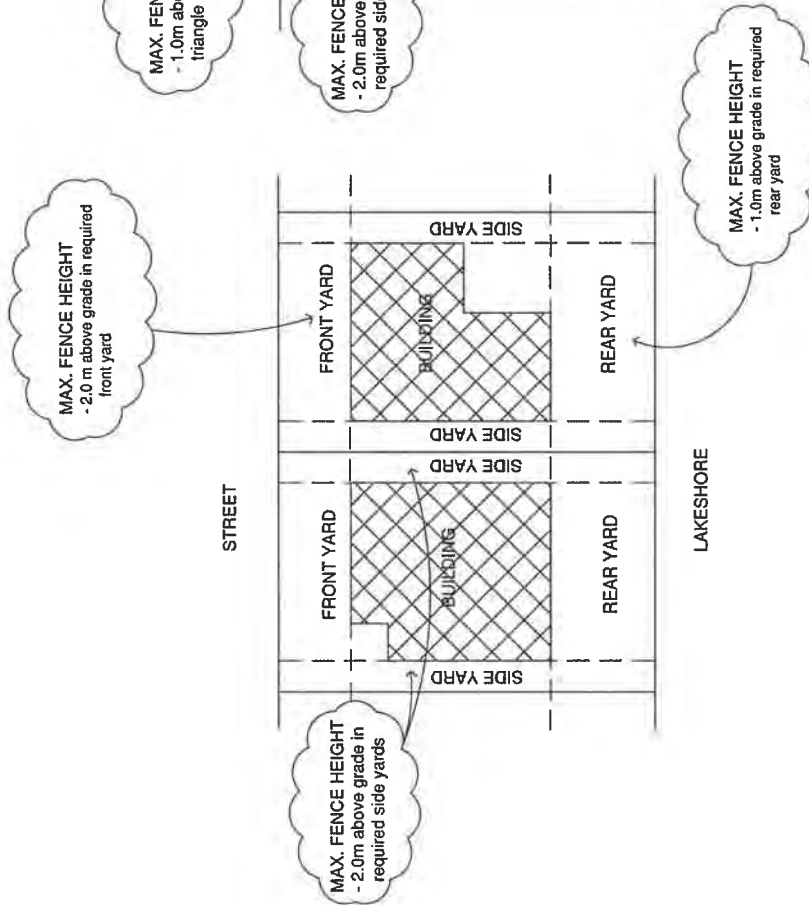 MAX. FEN
- 1.0m abo
triangle
MAX. FENCE
- 2.0m above
required sid
MAX. FENCE HEIGHT
- 2.0 m above grade in required
front yard
MAX. FENCE HEIGHT
- 1.0m above grade in required
rear yard
STREET
FRONT YARD
FRONT YARD
SIDE YARD
BUILDING
SIDE YARD
SIDE YARD
BUILDING
SIDE YARD
REAR YARD
REAR YARD
LAKESHORE
MAX. FENCE HEIGHT
- 2.0m above grade in
required side yards